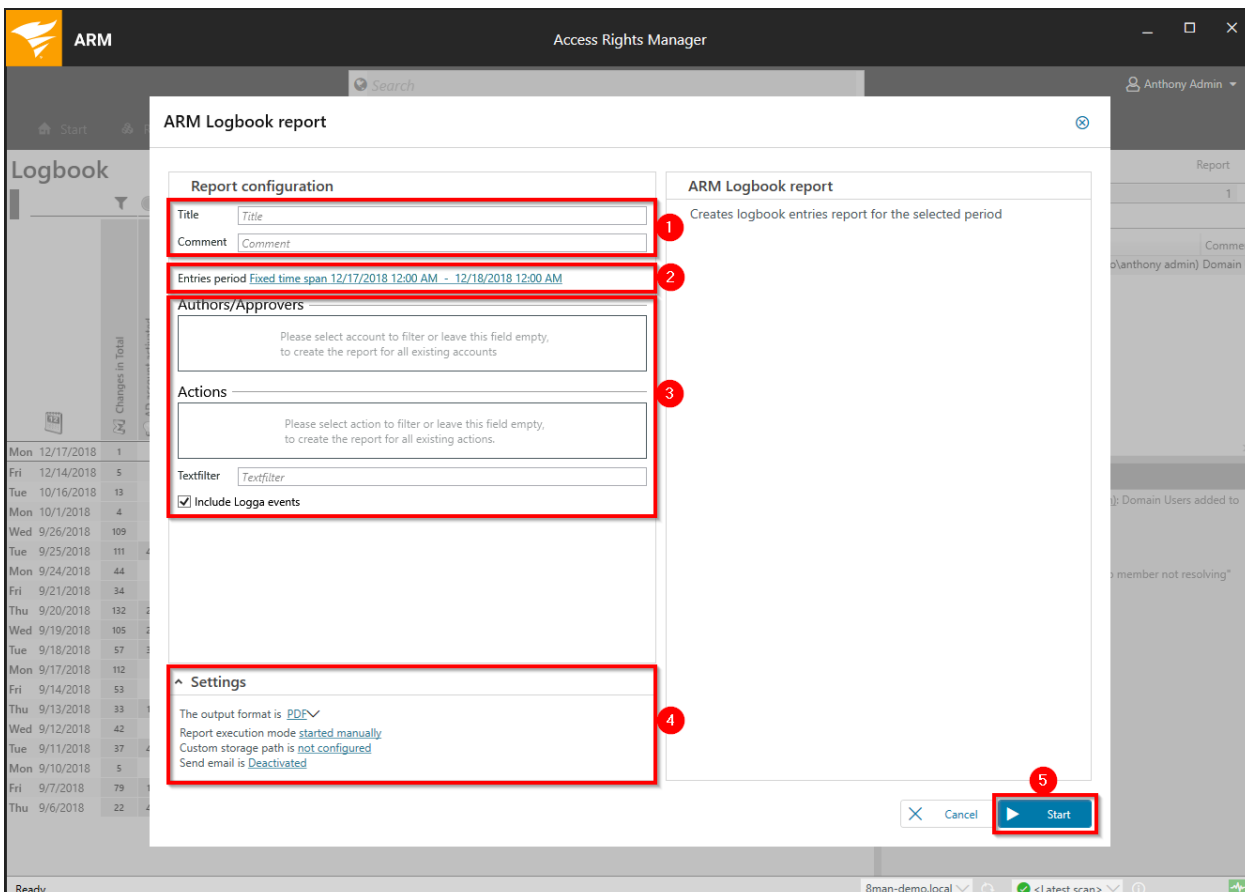 ARM
Access Rights Manager
Search
Anthony Admin
Start
ARM Logbook report
Logbook
Report
1
Report configuration
Title Title
Comment Comment
1
Entries period Fixed time span 12/17/2018 12:00 AM - 12/18/2018 12:00 AM
2
Authors/Approvers
Please select account to filter or leave this field empty,
to create the report for all existing accounts
Actions
3
Please select action to filter or leave this field empty,
to create the report for all existing actions.
Textfilter Textfilter
Include Logga events
Settings
The output format is PDF
4
Report execution mode started manually
Custom storage path is not configured
Send email is Deactivated
ARM Logbook report
Creates logbook entries report for the selected period
5
Cancel
Start
Comme
o\anthony admin) Domain
): Domain Users added to
o member not resolving"
Changes in Total
Mon 12/17/2018 1
Fri 12/14/2018 5
Tue 10/16/2018 13
Mon 10/1/2018 4
Wed 9/26/2018 109
Tue 9/25/2018 111 4
Mon 9/24/2018 44
Fri 9/21/2018 34
Thu 9/20/2018 132 2
Wed 9/19/2018 105 2
Tue 9/18/2018 57 3
Mon 9/17/2018 112
Fri 9/14/2018 53
Thu 9/13/2018 33 1
Wed 9/12/2018 42
Tue 9/11/2018 37 4
Mon 9/10/2018 5
Fri 9/7/2018 79 1
Thu 9/6/2018 22 4
Ready
8man-demo.local
<Latest scan>